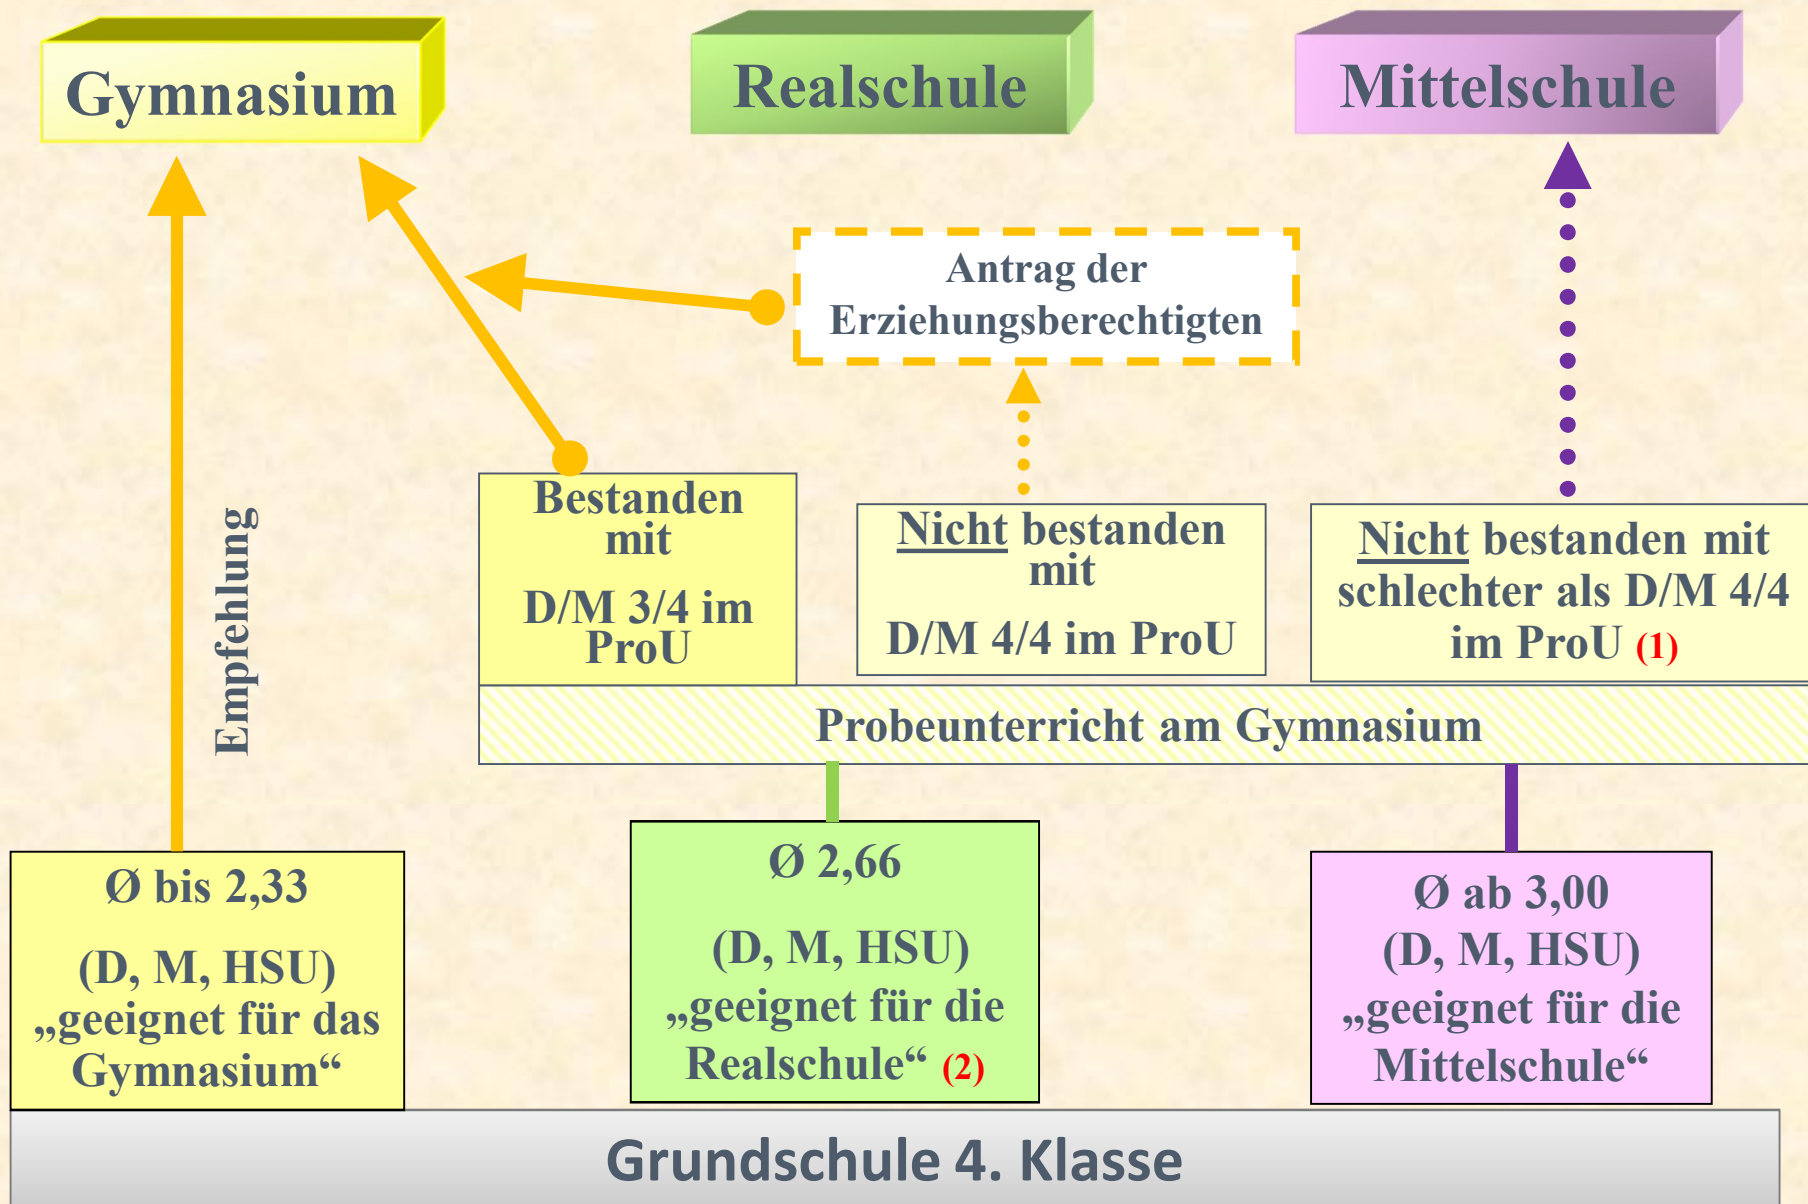 Gymnasium
Realschule
Mittelschule
Antrag der
Erziehungsberechtigten
Empfehlung
Bestanden
mit
D/M 3/4 im
ProU
Nicht bestanden
mit
D/M 4/4 im ProU
Nicht bestanden mit
schlechter als D/M 4/4
im ProU (1)
Probeunterricht am Gymnasium
Ø bis 2,33
(D, M, HSU)
„geeignet für das
Gymnasium“
Ø 2,66
(D, M, HSU)
„geeignet für die
Realschule“ (2)
Ø ab 3,00
(D, M, HSU)
„geeignet für die
Mittelschule“
Grundschule 4. Klasse